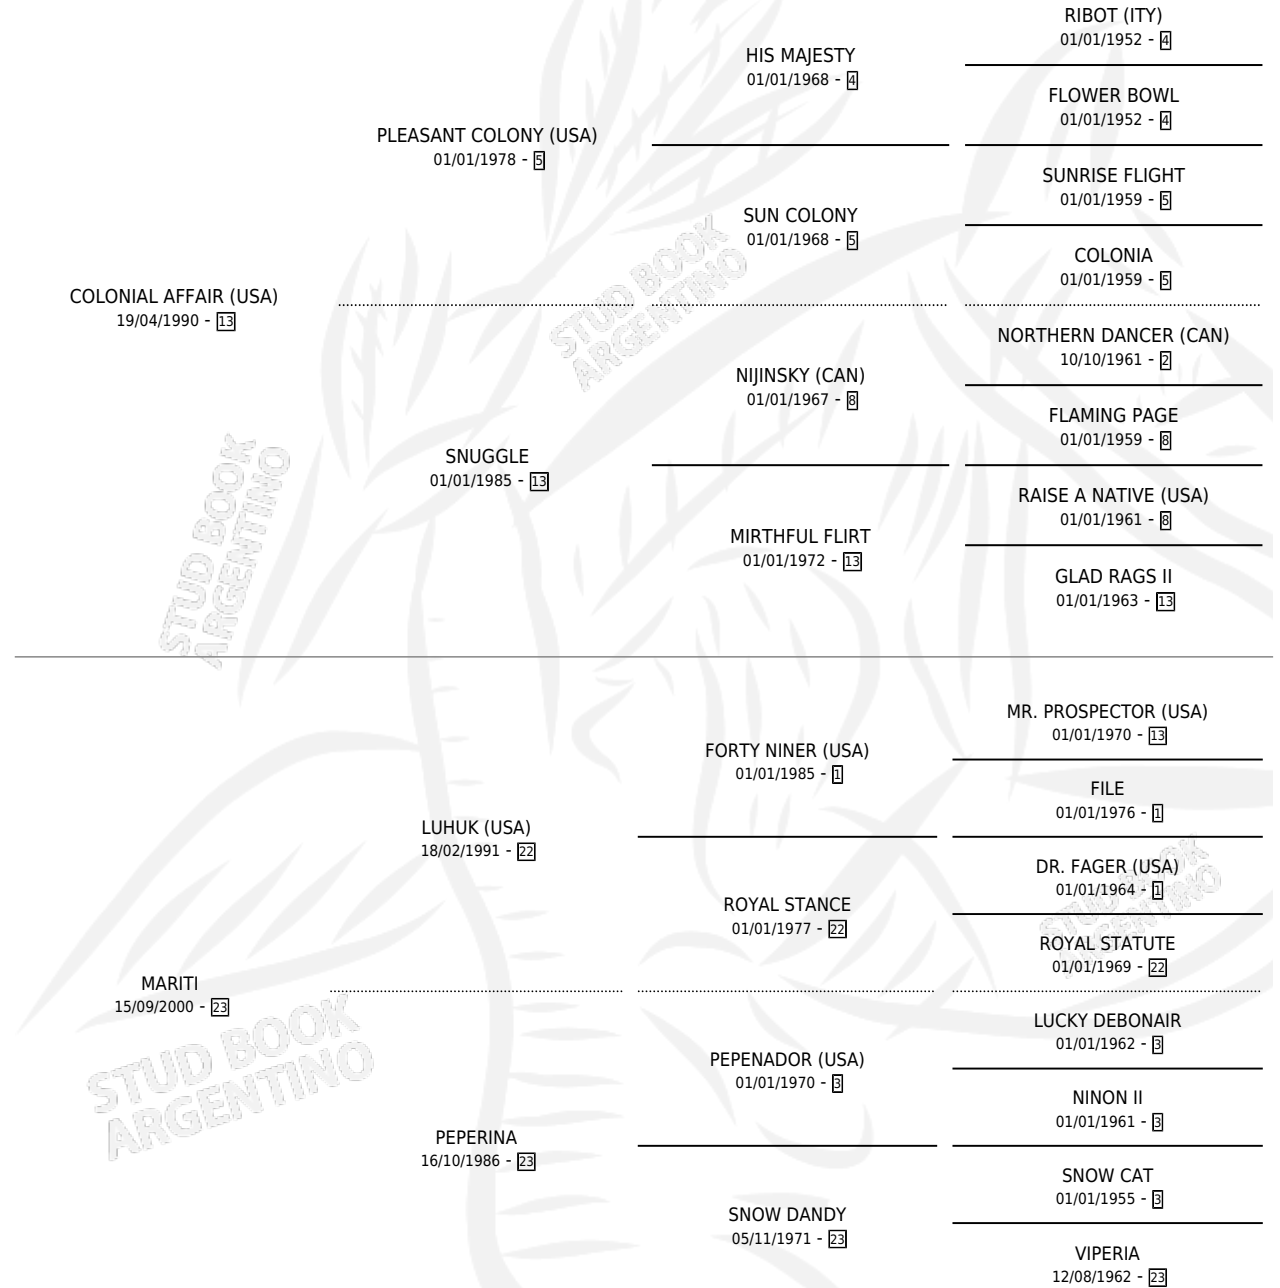 RIBOT (ITY)
01/01/1952 - 4
HIS MAJESTY
01/01/1968 - 4
FLOWER BOWL
01/01/1952 - 4
PLEASANT COLONY (USA)
01/01/1978 - 5
SUNRISE FLIGHT
01/01/1959 - 5
SUN COLONY
01/01/1968 - 5
COLONIA
01/01/1959 - 5
COLONIAL AFFAIR (USA)
19/04/1990 - 13
NORTHERN DANCER (CAN)
10/10/1961 - 2
NIJINSKY (CAN)
01/01/1967 - 8
FLAMING PAGE
01/01/1959 - 8
SNUGGLE
01/01/1985 - 13
RAISE A NATIVE (USA)
01/01/1961 - 8
MIRTHFUL FLIRT
01/01/1972 - 13
GLAD RAGS II
01/01/1963 - 13
STUD BOOK
ARGENTINO
STUD BOOK
ARGENTINO
MR. PROSPECTOR (USA)
01/01/1970 - 13
FORTY NINER (USA)
01/01/1985 - 1
FILE
01/01/1976 - 1
LUHUK (USA)
18/02/1991 - 22
DR. FAGER (USA)
01/01/1964 - 1
ROYAL STANCE
01/01/1977 - 22
ROYAL STATUTE
01/01/1969 - 22
MARITI
15/09/2000 - 23
LUCKY DEBONAIR
01/01/1962 - 3
PEPENADOR (USA)
01/01/1970 - 3
NINON II
01/01/1961 - 3
PEPERINA
16/10/1986 - 23
SNOW CAT
01/01/1955 - 3
SNOW DANDY
05/11/1971 - 23
VIPERIA
12/08/1962 - 23
STUD BOOK
ARGENTINO
STUD BOOK
ARGENTINO